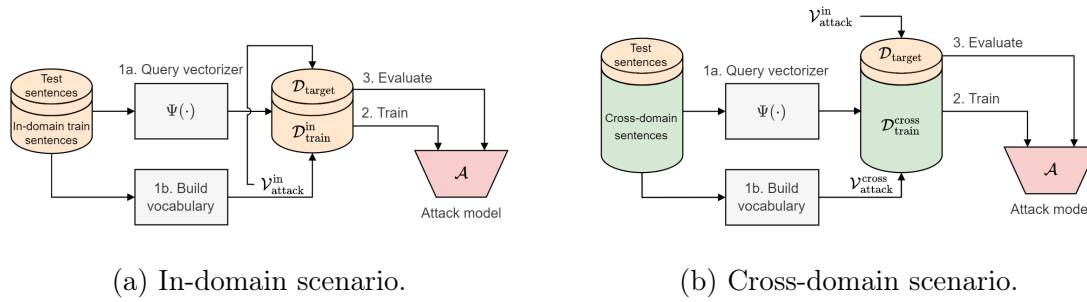 Test
sentences
In-domain train
sentences
1a. Query vectorizer
Ψ(·)
1b. Build
vocabulary
𝒟target
𝒟train^in
𝒱attack^in
3. Evaluate
2. Train
𝒜
Attack model
(a) In-domain scenario.
𝒱attack^in
Test
sentences
Cross-domain
sentences
1a. Query vectorizer
Ψ(·)
1b. Build
vocabulary
𝒟target
𝒟train^cross
𝒱attack^cross
3. Evaluate
2. Train
𝒜
Attack mode
(b) Cross-domain scenario.